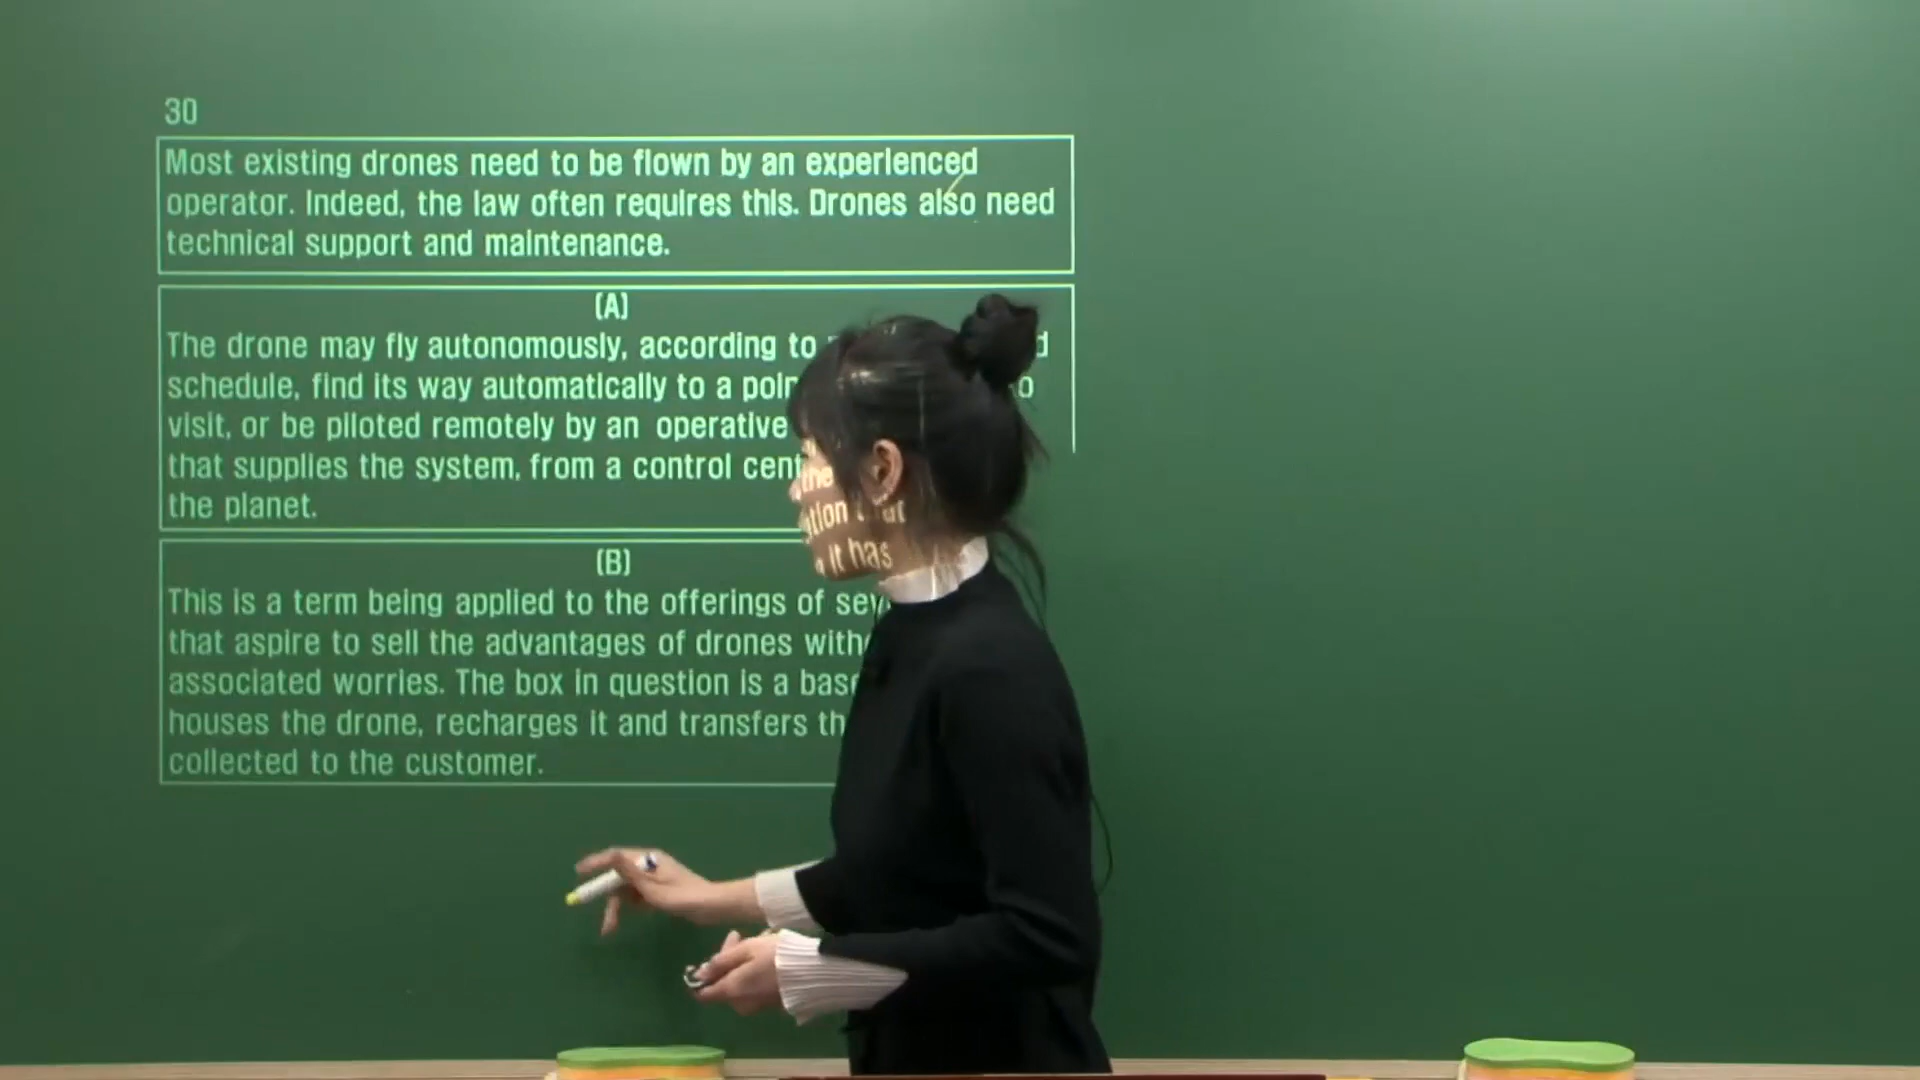 30
Most existing drones need to be flown by an experienced
operator. Indeed, the law often requires this. Drones also need
technical support and maintenance.
(A)
The drone may fly autonomously, according to
schedule, find its way automatically to a
visit, or be piloted remotely by an operative
that supplies the system, from a control
the planet.
(B)
This is a term being applied to the offerings of
that aspire to sell the advantages of drones
associated worries. The box in question is a
houses the drone, recharges it and transfers
collected to the customer.
the
it has